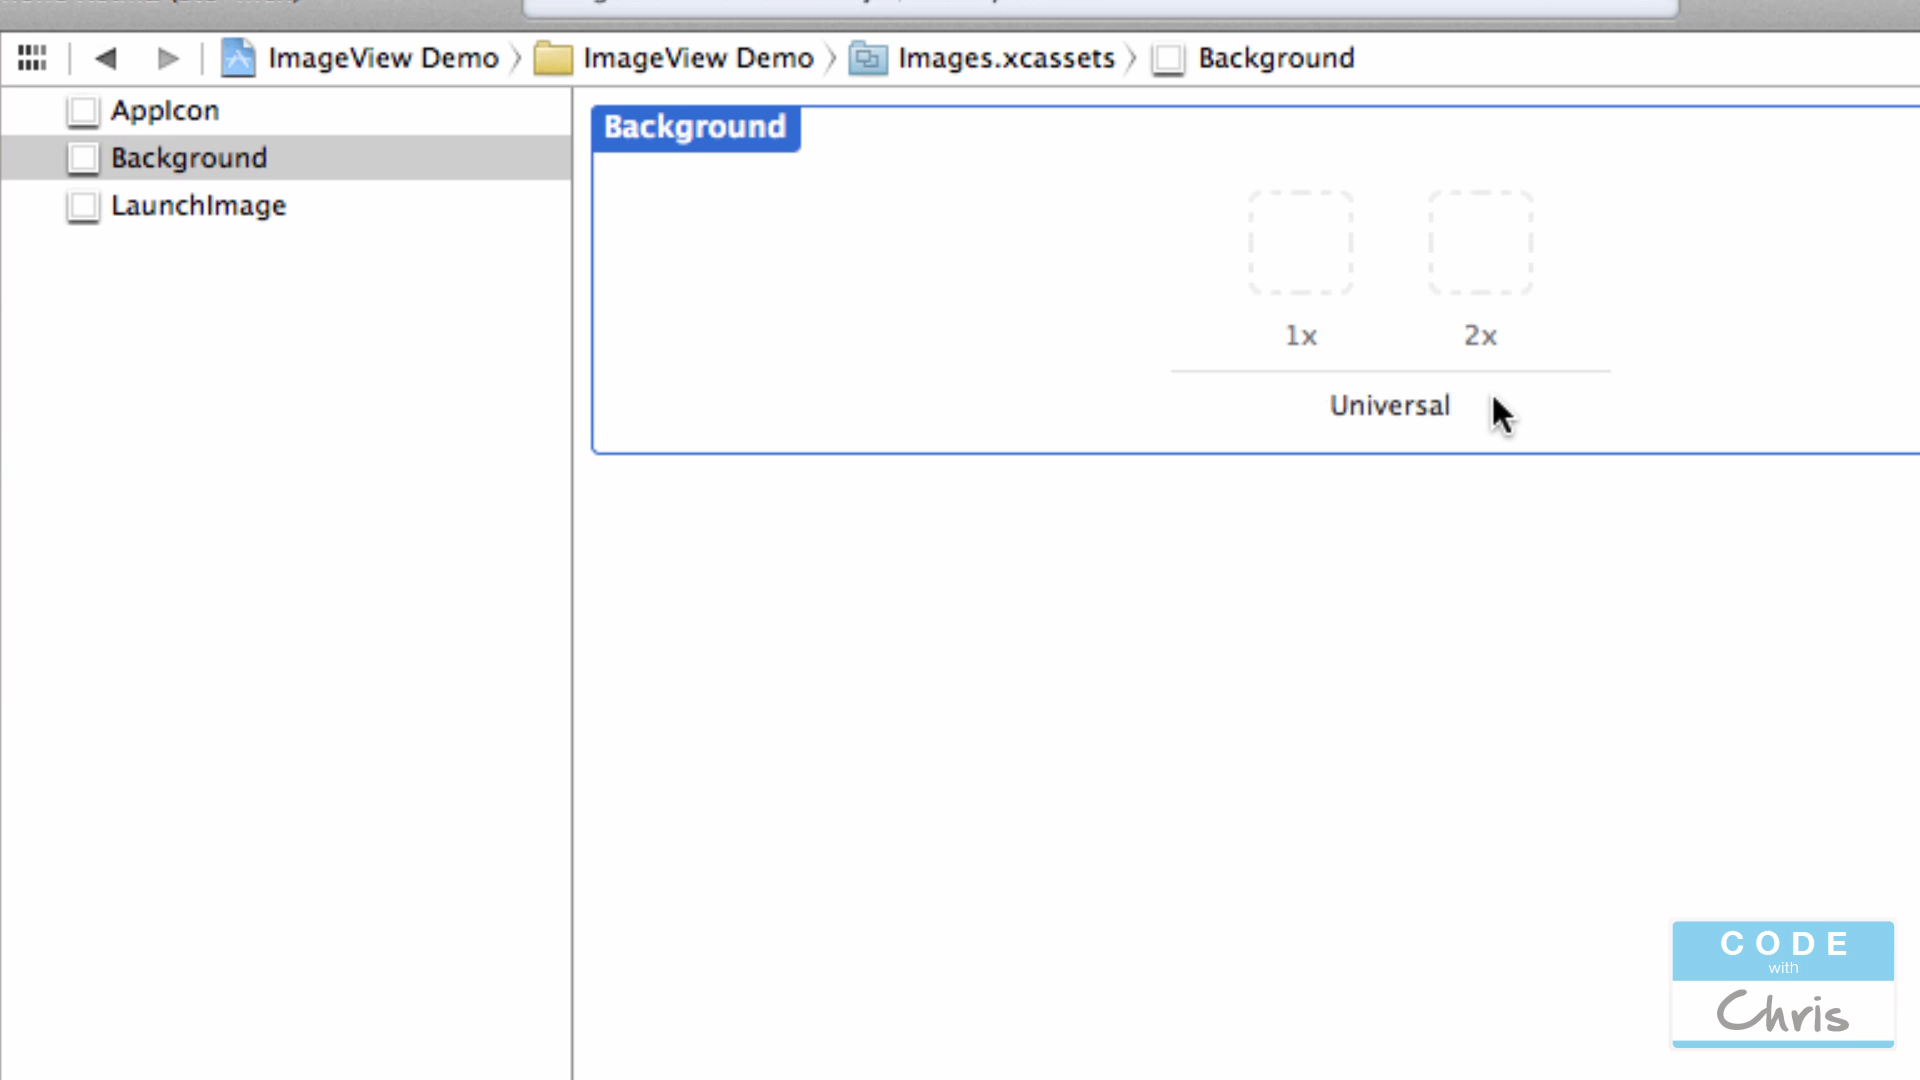 ImageView Demo ImageView Demo Images.xcassets Background
AppIcon
Background
LaunchImage
Background
1x 2x
Universal
CODE
with
Chris